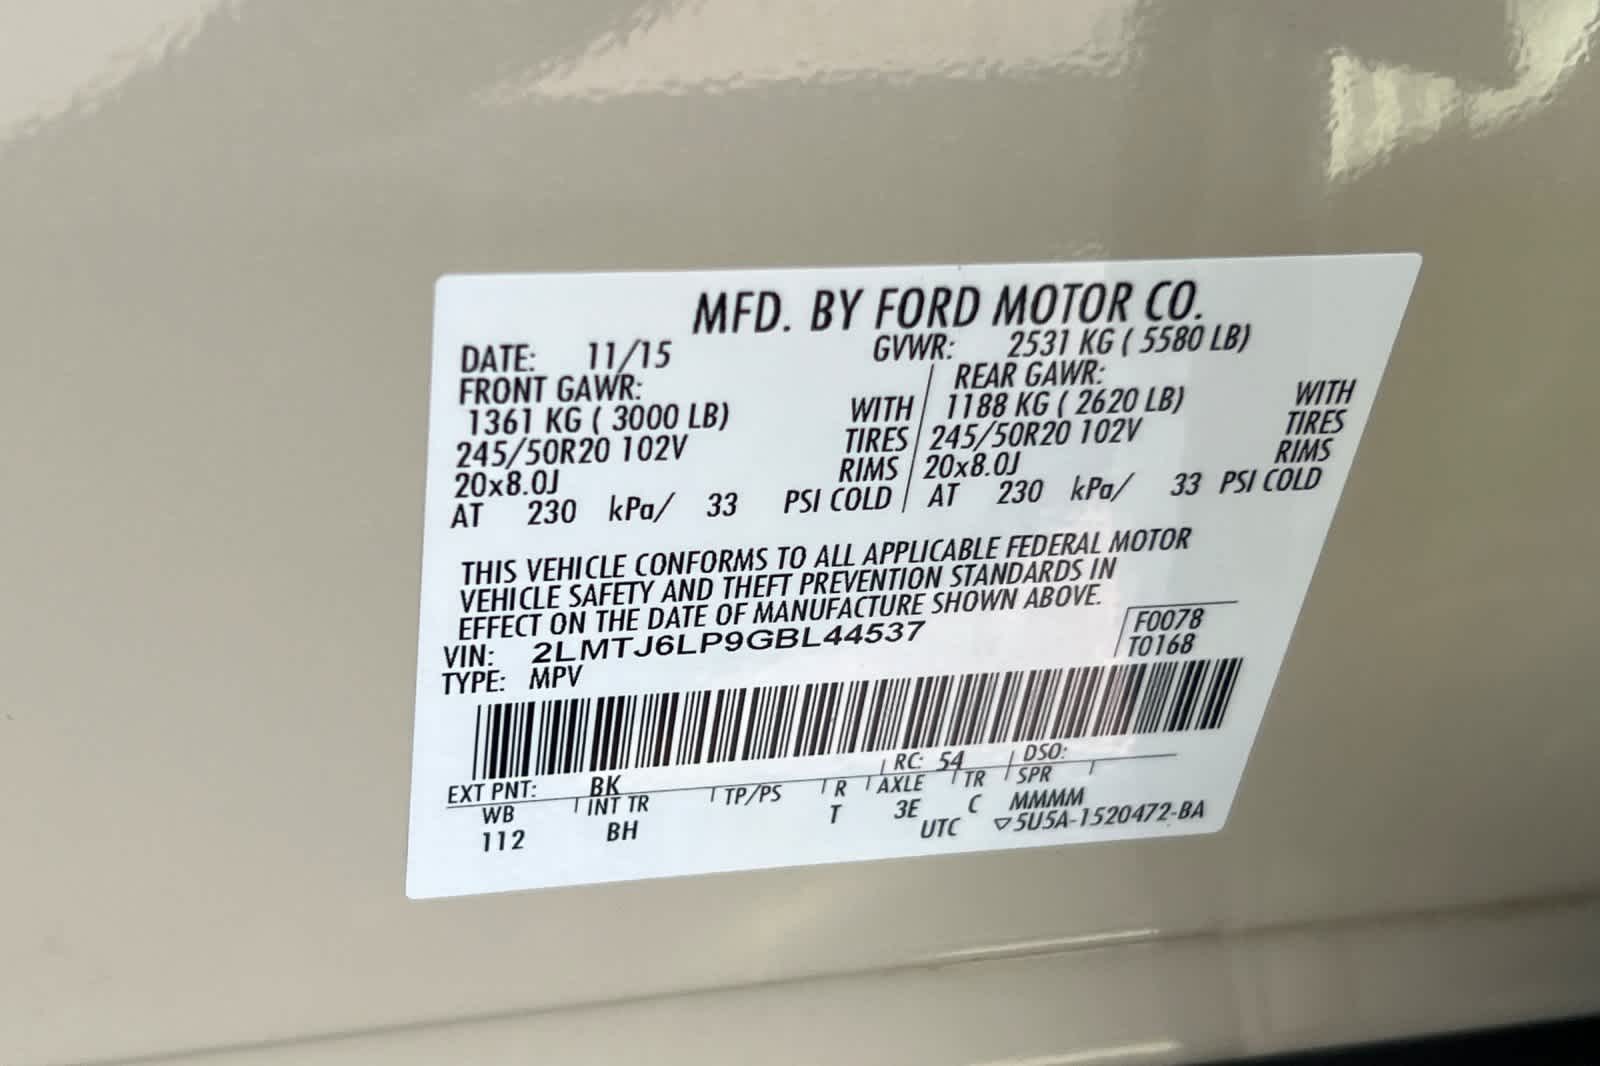 MFD. BY FORD MOTOR CO.
DATE: 11/15 GVWR: 2531 KG ( 5580 LB)
FRONT GAWR: REAR GAWR:
1361 KG ( 3000 LB) WITH 1188 KG ( 2620 LB) WITH
245/50R20 102V TIRES 245/50R20 102V TIRES
20x8.0J RIMS 20x8.0J RIMS
AT 230 kPa/ 33 PSI COLD AT 230 kPa/ 33 PSI COLD
THIS VEHICLE CONFORMS TO ALL APPLICABLE FEDERAL MOTOR
VEHICLE SAFETY AND THEFT PREVENTION STANDARDS IN
EFFECT ON THE DATE OF MANUFACTURE SHOWN ABOVE.
VIN: 2LMTJ6LP9GBL44537 F0078
TYPE: MPV T0168
EXT PNT: BK RC: 54 DSO:
WB INT TR TP/PS R AXLE TR SPR
112 BH T 3E C MMMM
UTC ▽5U5A-1520472-BA